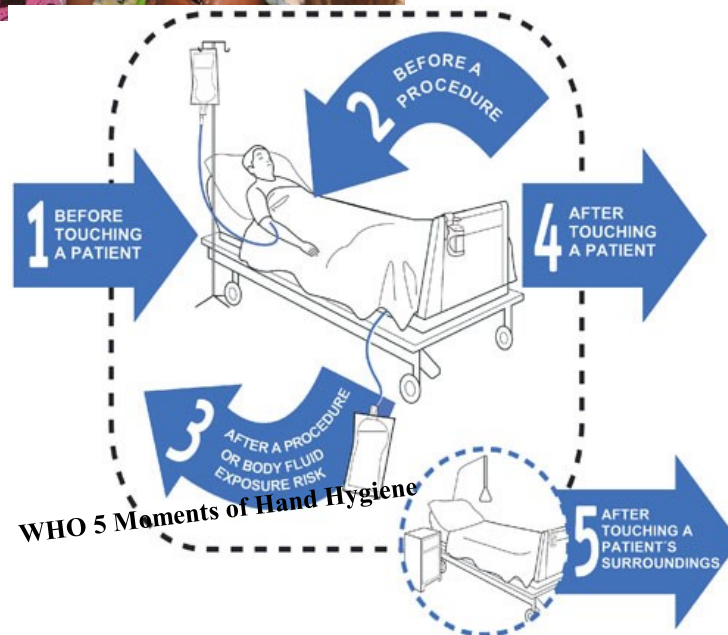 1 BEFORE
TOUCHING
A PATIENT
2 BEFORE A
PROCEDURE
3 AFTER A PROCEDURE
OR BODY FLUID
EXPOSURE RISK
4 AFTER
TOUCHING
A PATIENT
5 AFTER
TOUCHING A
PATIENT'S
SURROUNDINGS
WHO 5 Moments of Hand Hygiene